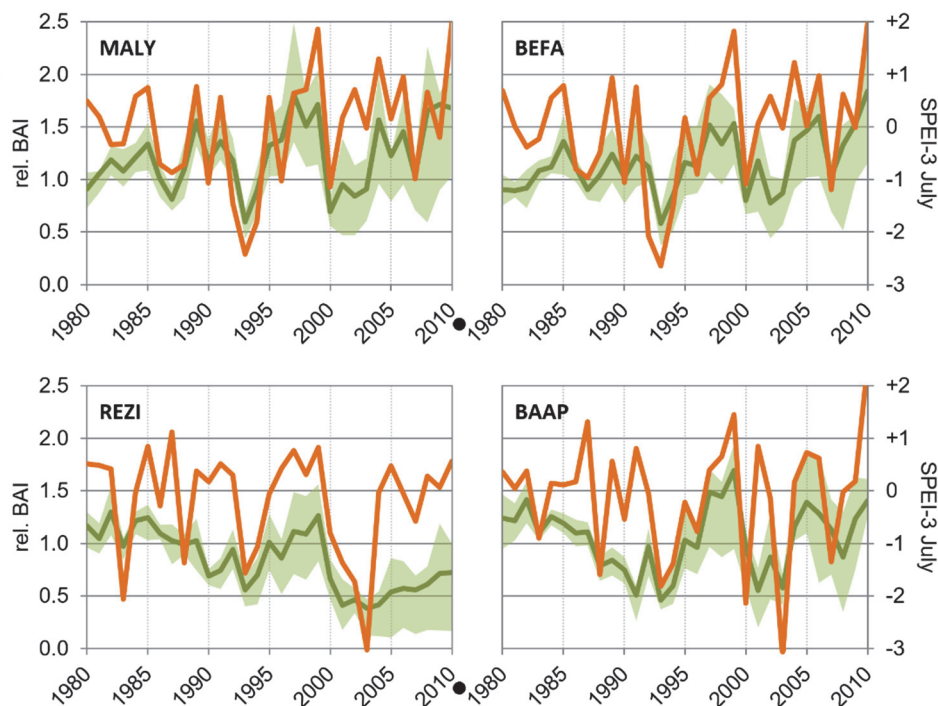 2.5 MALY BEFA +2
2.0 +1
1.5 0
1.0 -1
0.5 -2
0.0 -3
rel. BAI
SPEI-3 July
1980 1985 1990 1995 2000 2005 2010 1980 1985 1990 1995 2000 2005 2010
2.5 REZI BAAP +2
2.0 +1
1.5 0
1.0 -1
0.5 -2
0.0 -3
rel. BAI
SPEI-3 July
1980 1985 1990 1995 2000 2005 2010 1980 1985 1990 1995 2000 2005 2010